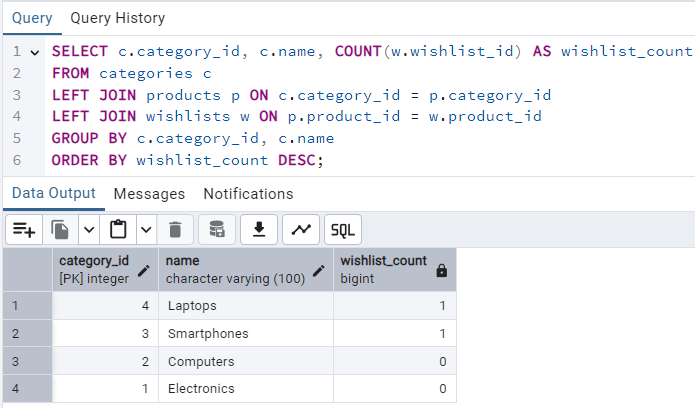 Query Query History
1 SELECT c.category_id, c.name, COUNT(w.wishlist_id) AS wishlist_count
2 FROM categories c
3 LEFT JOIN products p ON c.category_id = p.category_id
4 LEFT JOIN wishlists w ON p.product_id = w.product_id
5 GROUP BY c.category_id, c.name
6 ORDER BY wishlist_count DESC;
Data Output Messages Notifications
SQL
category_id name wishlist_count
[PK] integer character varying (100) bigint
1 4 Laptops 1
2 3 Smartphones 1
3 2 Computers 0
4 1 Electronics 0